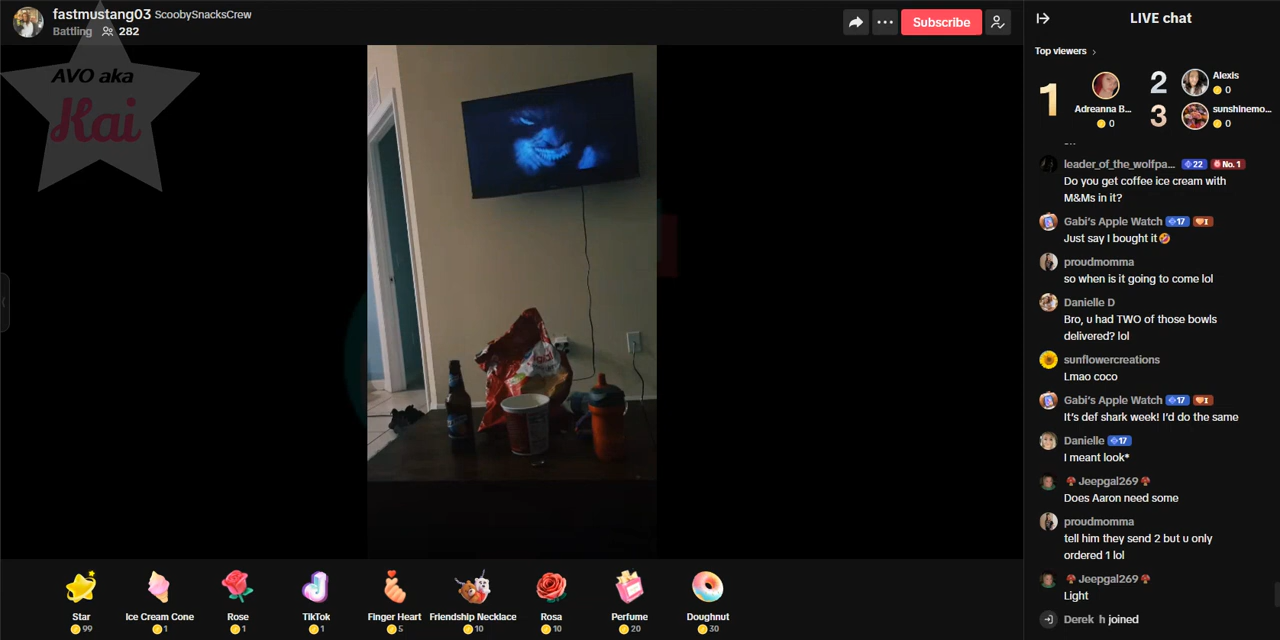 fastmustang03 ScoobySnacksCrew
Battling 282
AVO aka
Kai
Subscribe
LIVE chat
Top viewers
1
Adreanna B...
0
2
Alexis
0
3
sunshinemo...
0
leader_of_the_wolfpa... 22 No. 1
Do you get coffee ice cream with
M&Ms in it?
Gabi's Apple Watch 17 I
Just say I bought it🤣
proudmomma
so when is it going to come lol
Danielle D
Bro, u had TWO of those bowls
delivered? lol
sunflowercreations
Lmao coco
Gabi's Apple Watch 17 I
It's def shark week! I'd do the same
Danielle 17
I meant look*
Jeepgal269
Does Aaron need some
proudmomma
tell him they send 2 but u only
ordered 1 lol
Jeepgal269
Light
Derek h joined
Star
99
Ice Cream Cone
1
Rose
1
TikTok
1
Finger Heart
5
Friendship Necklace
10
Rosa
10
Perfume
20
Doughnut
30